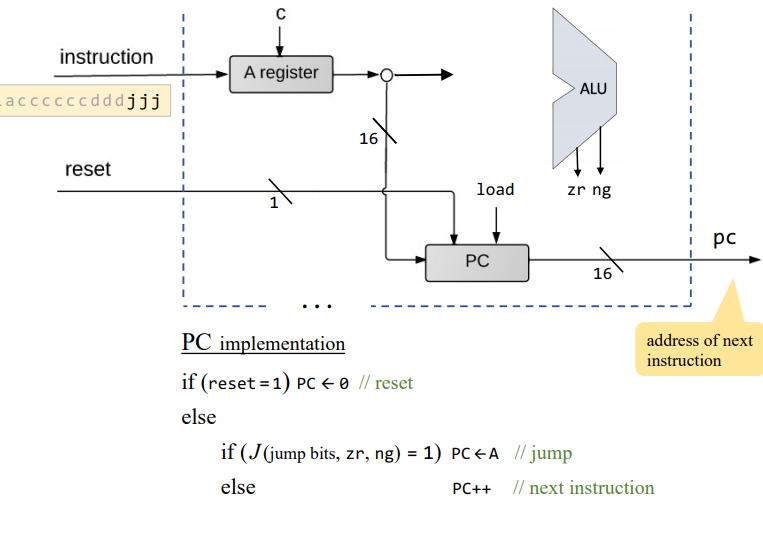 c
instruction
A register
ALU
accccccdddjjj
16
reset
1
load
zr ng
pc
PC
16
...
address of next
instruction
PC implementation
if (reset = 1) PC ← 0 // reset
else
if (J(jump bits, zr, ng) = 1) PC ← A // jump
else PC++ // next instruction